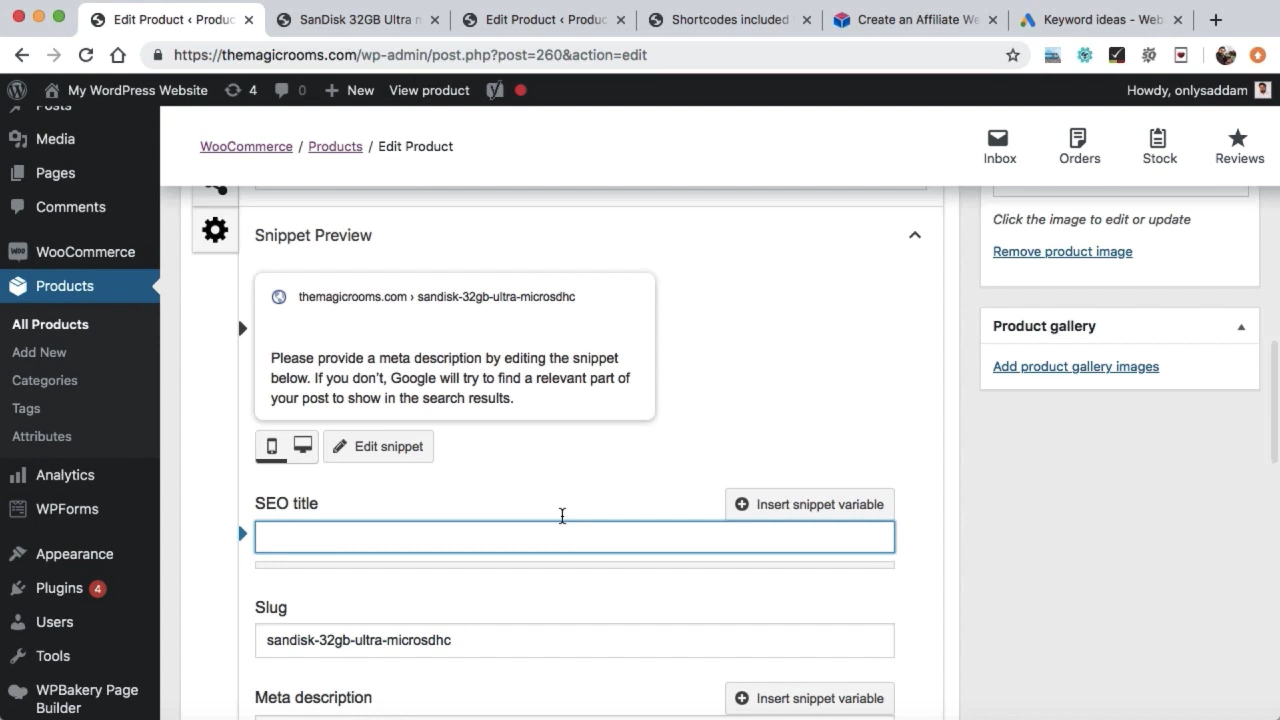 Edit Product ‹ Produc
SanDisk 32GB Ultra m
Edit Product ‹ Produc
Shortcodes included
Create an Affiliate We
Keyword ideas - Web
https://themagicrooms.com/wp-admin/post.php?post=260&action=edit
My WordPress Website
4
0
New
View product
Howdy, onlysaddam
Posts
Media
Pages
Comments
WooCommerce
Products
All Products
Add New
Categories
Tags
Attributes
Analytics
WPForms
Appearance
Plugins 4
Users
Tools
WPBakery Page
Builder
WooCommerce / Products / Edit Product
Inbox
Orders
Stock
Reviews
Snippet Preview
themagicrooms.com › sandisk-32gb-ultra-microsdhc
Please provide a meta description by editing the snippet
below. If you don’t, Google will try to find a relevant part of
your post to show in the search results.
Edit snippet
SEO title
Insert snippet variable
Slug
sandisk-32gb-ultra-microsdhc
Meta description
Insert snippet variable
Click the image to edit or update
Remove product image
Product gallery
Add product gallery images